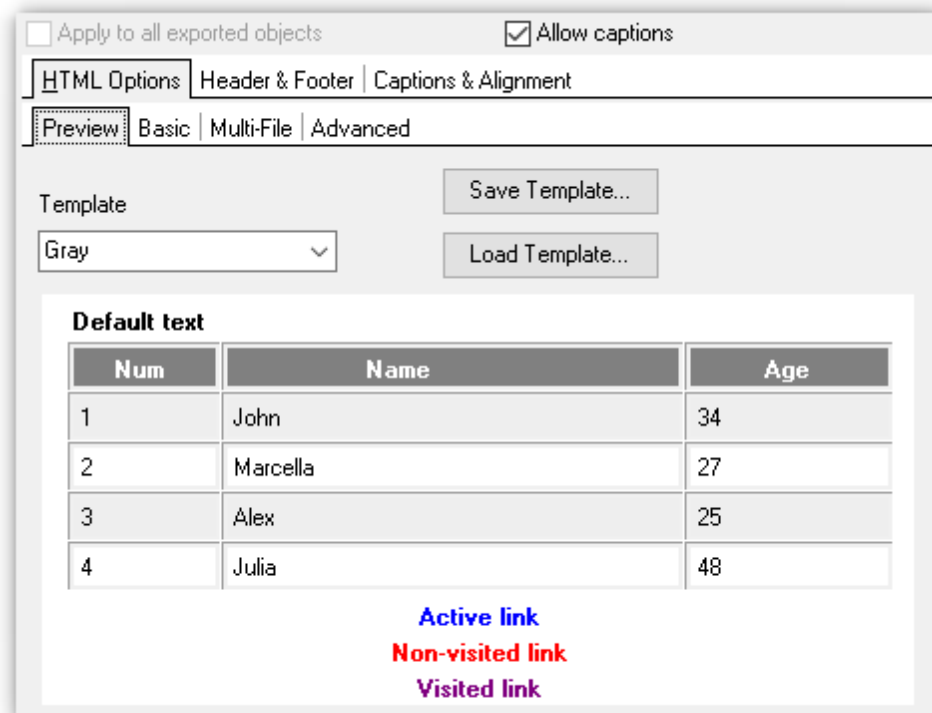 Apply to all exported objects Allow captions
HTML Options Header & Footer Captions & Alignment
Preview Basic Multi-File Advanced
Save Template...
Template
Gray
Load Template...
Default text
Num Name Age
1 John 34
2 Marcella 27
3 Alex 25
4 Julia 48
Active link
Non-visited link
Visited link